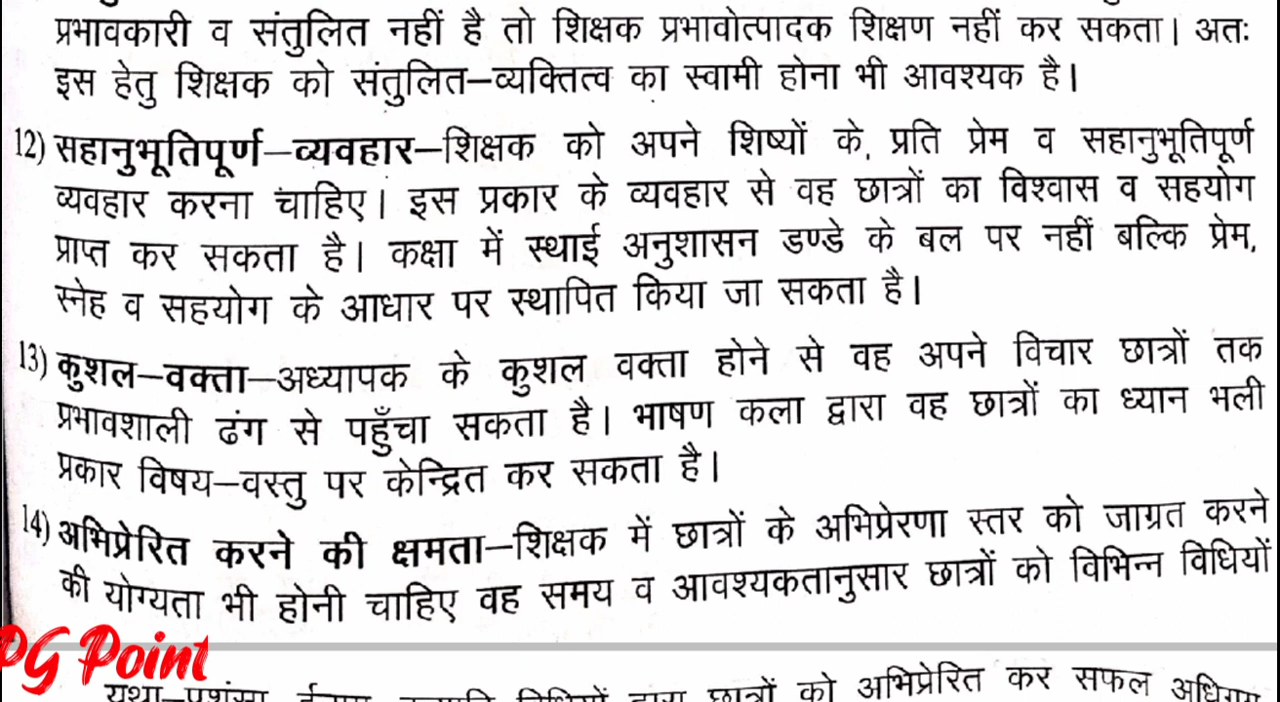 प्रभावकारी व संतुलित नहीं है तो शिक्षक प्रभावोत्पादक शिक्षण नहीं कर सकता। अतः
इस हेतु शिक्षक को संतुलित–व्यक्तित्व का स्वामी होना भी आवश्यक है।
12) सहानुभूतिपूर्ण–व्यवहार–शिक्षक को अपने शिष्यों के प्रति प्रेम व सहानुभूतिपूर्ण
व्यवहार करना चाहिए। इस प्रकार के व्यवहार से वह छात्रों का विश्वास व सहयोग
प्राप्त कर सकता है। कक्षा में स्थाई अनुशासन डण्डे के बल पर नहीं बल्कि प्रेम,
स्नेह व सहयोग के आधार पर स्थापित किया जा सकता है।
13) कुशल–वक्ता–अध्यापक के कुशल वक्ता होने से वह अपने विचार छात्रों तक
प्रभावशाली ढंग से पहुँचा सकता है। भाषण कला द्वारा वह छात्रों का ध्यान भली
प्रकार विषय–वस्तु पर केन्द्रित कर सकता है।
14) अभिप्रेरित करने की क्षमता–शिक्षक में छात्रों के अभिप्रेरणा स्तर को जाग्रत करने
की योग्यता भी होनी चाहिए वह समय व आवश्यकतानुसार छात्रों को विभिन्न विधियों
PG Point
यथा–प्रशंसा छात्रों को अभिप्रेरित कर सफल अधिगम